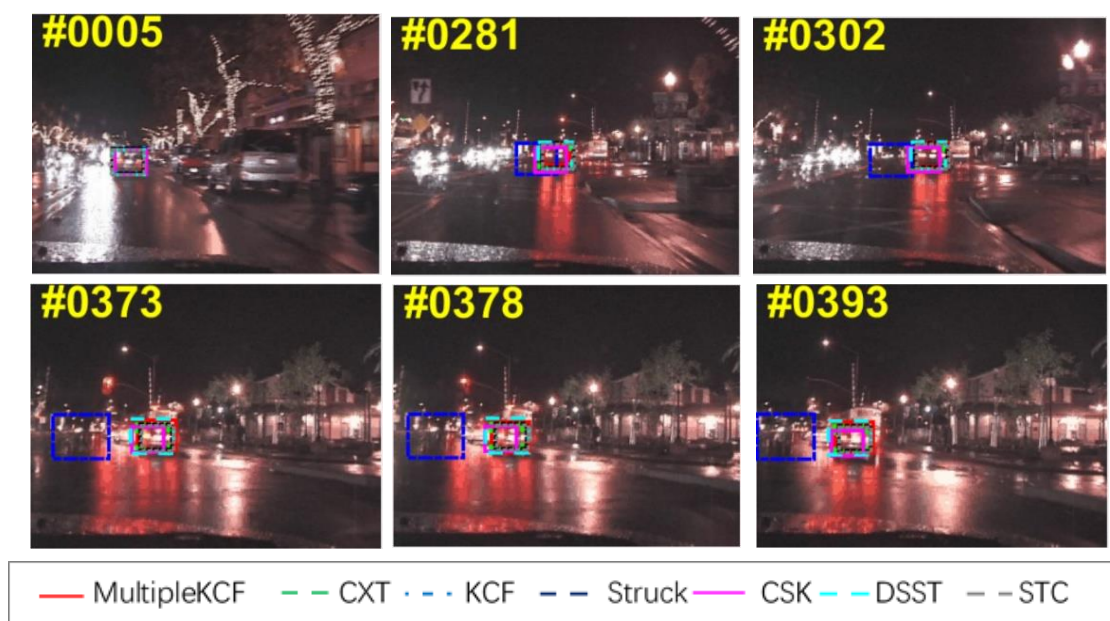 #0005 #0281 #0302
#0373 #0378 #0393
MultipleKCF CXT KCF Struck CSK DSST STC